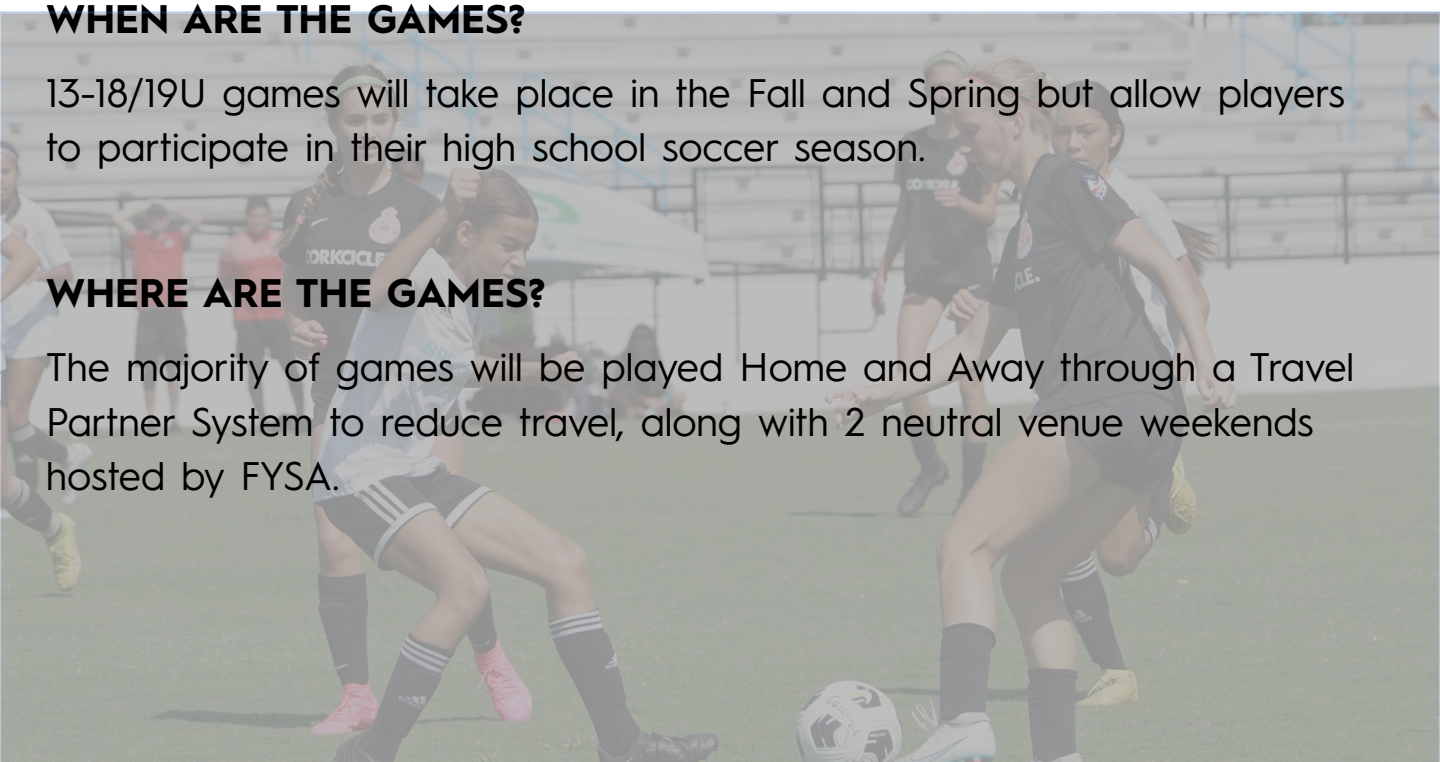 WHEN ARE THE GAMES?
13-18/19U games will take place in the Fall and Spring but allow players
to participate in their high school soccer season.
CORKCICLE
CORKCICLE
CLE.
WHERE ARE THE GAMES?
The majority of games will be played Home and Away through a Travel
Partner System to reduce travel, along with 2 neutral venue weekends
hosted by FYSA.